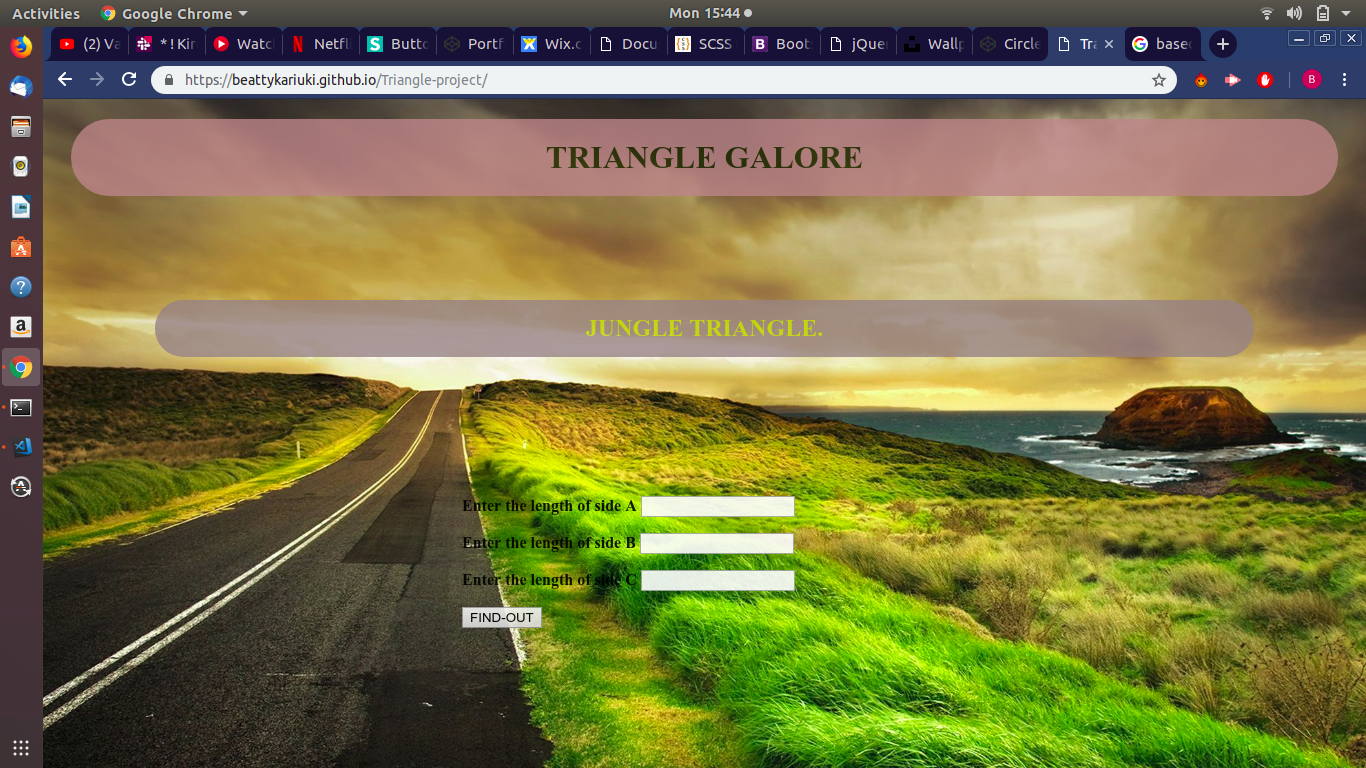 Activities Google Chrome Mon 15:44
(2) Va * ! Kir Watc Netfl Butto Portf Wix.c Docu SCSS Boot jQue Wallp Circle Tra base
https://beattykariuki.github.io/Triangle-project/ B
TRIANGLE GALORE
JUNGLE TRIANGLE.
Enter the length of side A
Enter the length of side B
Enter the length of side C
FIND-OUT